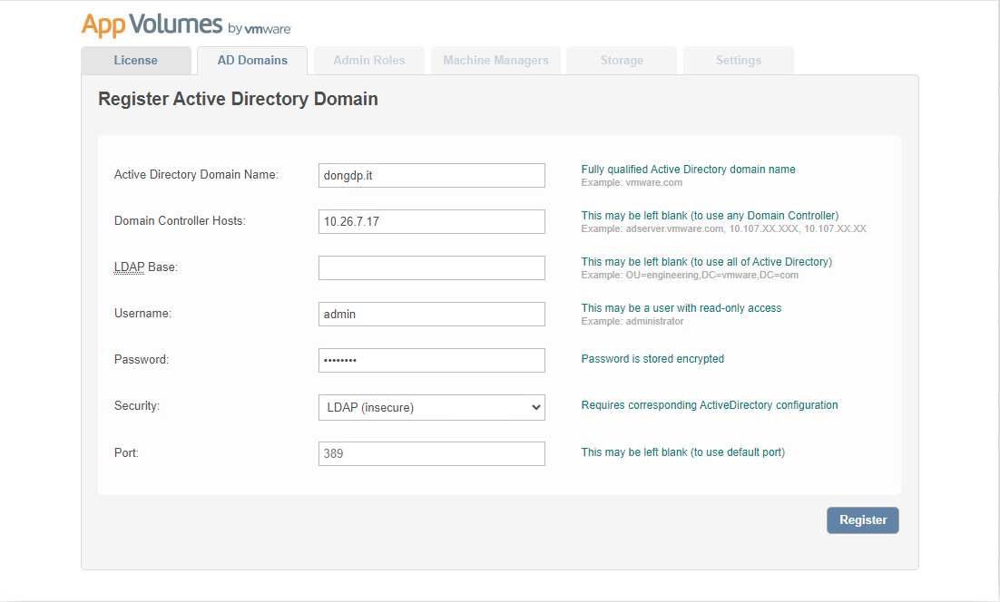 App Volumes by vmware
License AD Domains Admin Roles Machine Managers Storage Settings
Register Active Directory Domain
Active Directory Domain Name: dongdp.it Fully qualified Active Directory domain name
Example: vmware.com
Domain Controller Hosts: 10.26.7.17 This may be left blank (to use any Domain Controller)
Example: adserver.vmware.com, 10.107.XX.XXX, 10.107.XX.XX
LDAP Base: This may be left blank (to use all of Active Directory)
Example: OU=engineering,DC=vmware,DC=com
Username: admin This may be a user with read-only access
Example: administrator
Password: •••••••• Password is stored encrypted
Security: LDAP (insecure) Requires corresponding ActiveDirectory configuration
Port: 389 This may be left blank (to use default port)
Register